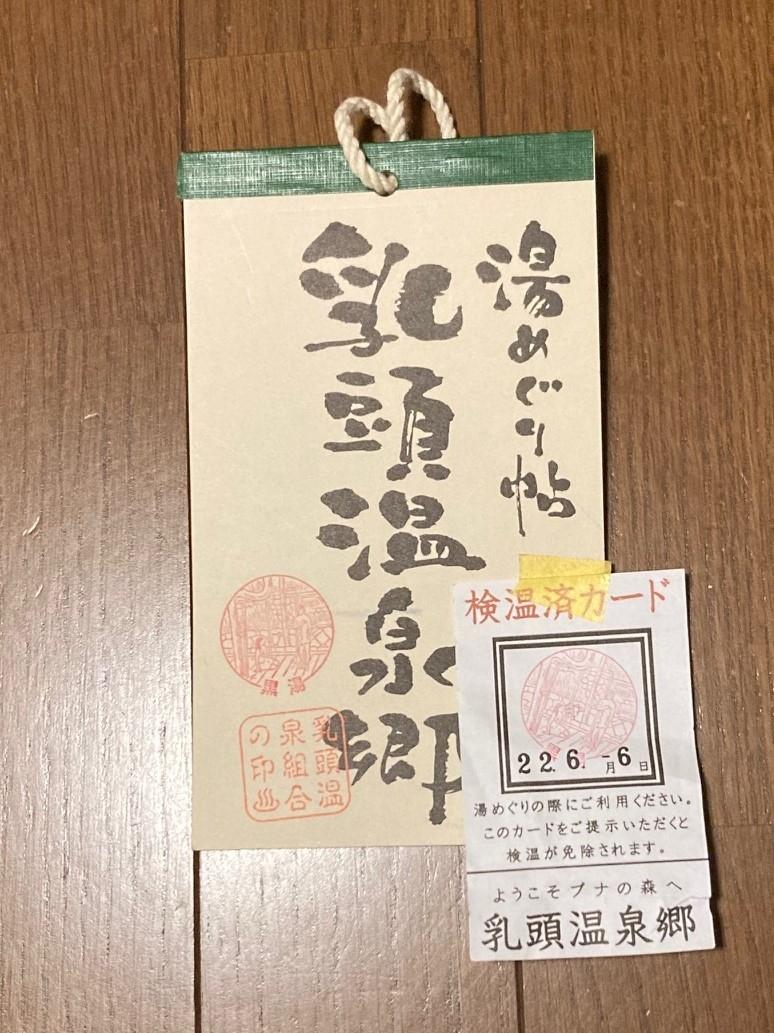 湯めぐり帖
乳頭温泉郷
黒湯
乳頭温
泉組合
の印♨
検温済カード
22.6.-6
月 日
湯めぐりの際にご利用ください。
このカードをご提示いただくと
検温が免除されます。
ようこそブナの森へ
乳頭温泉郷